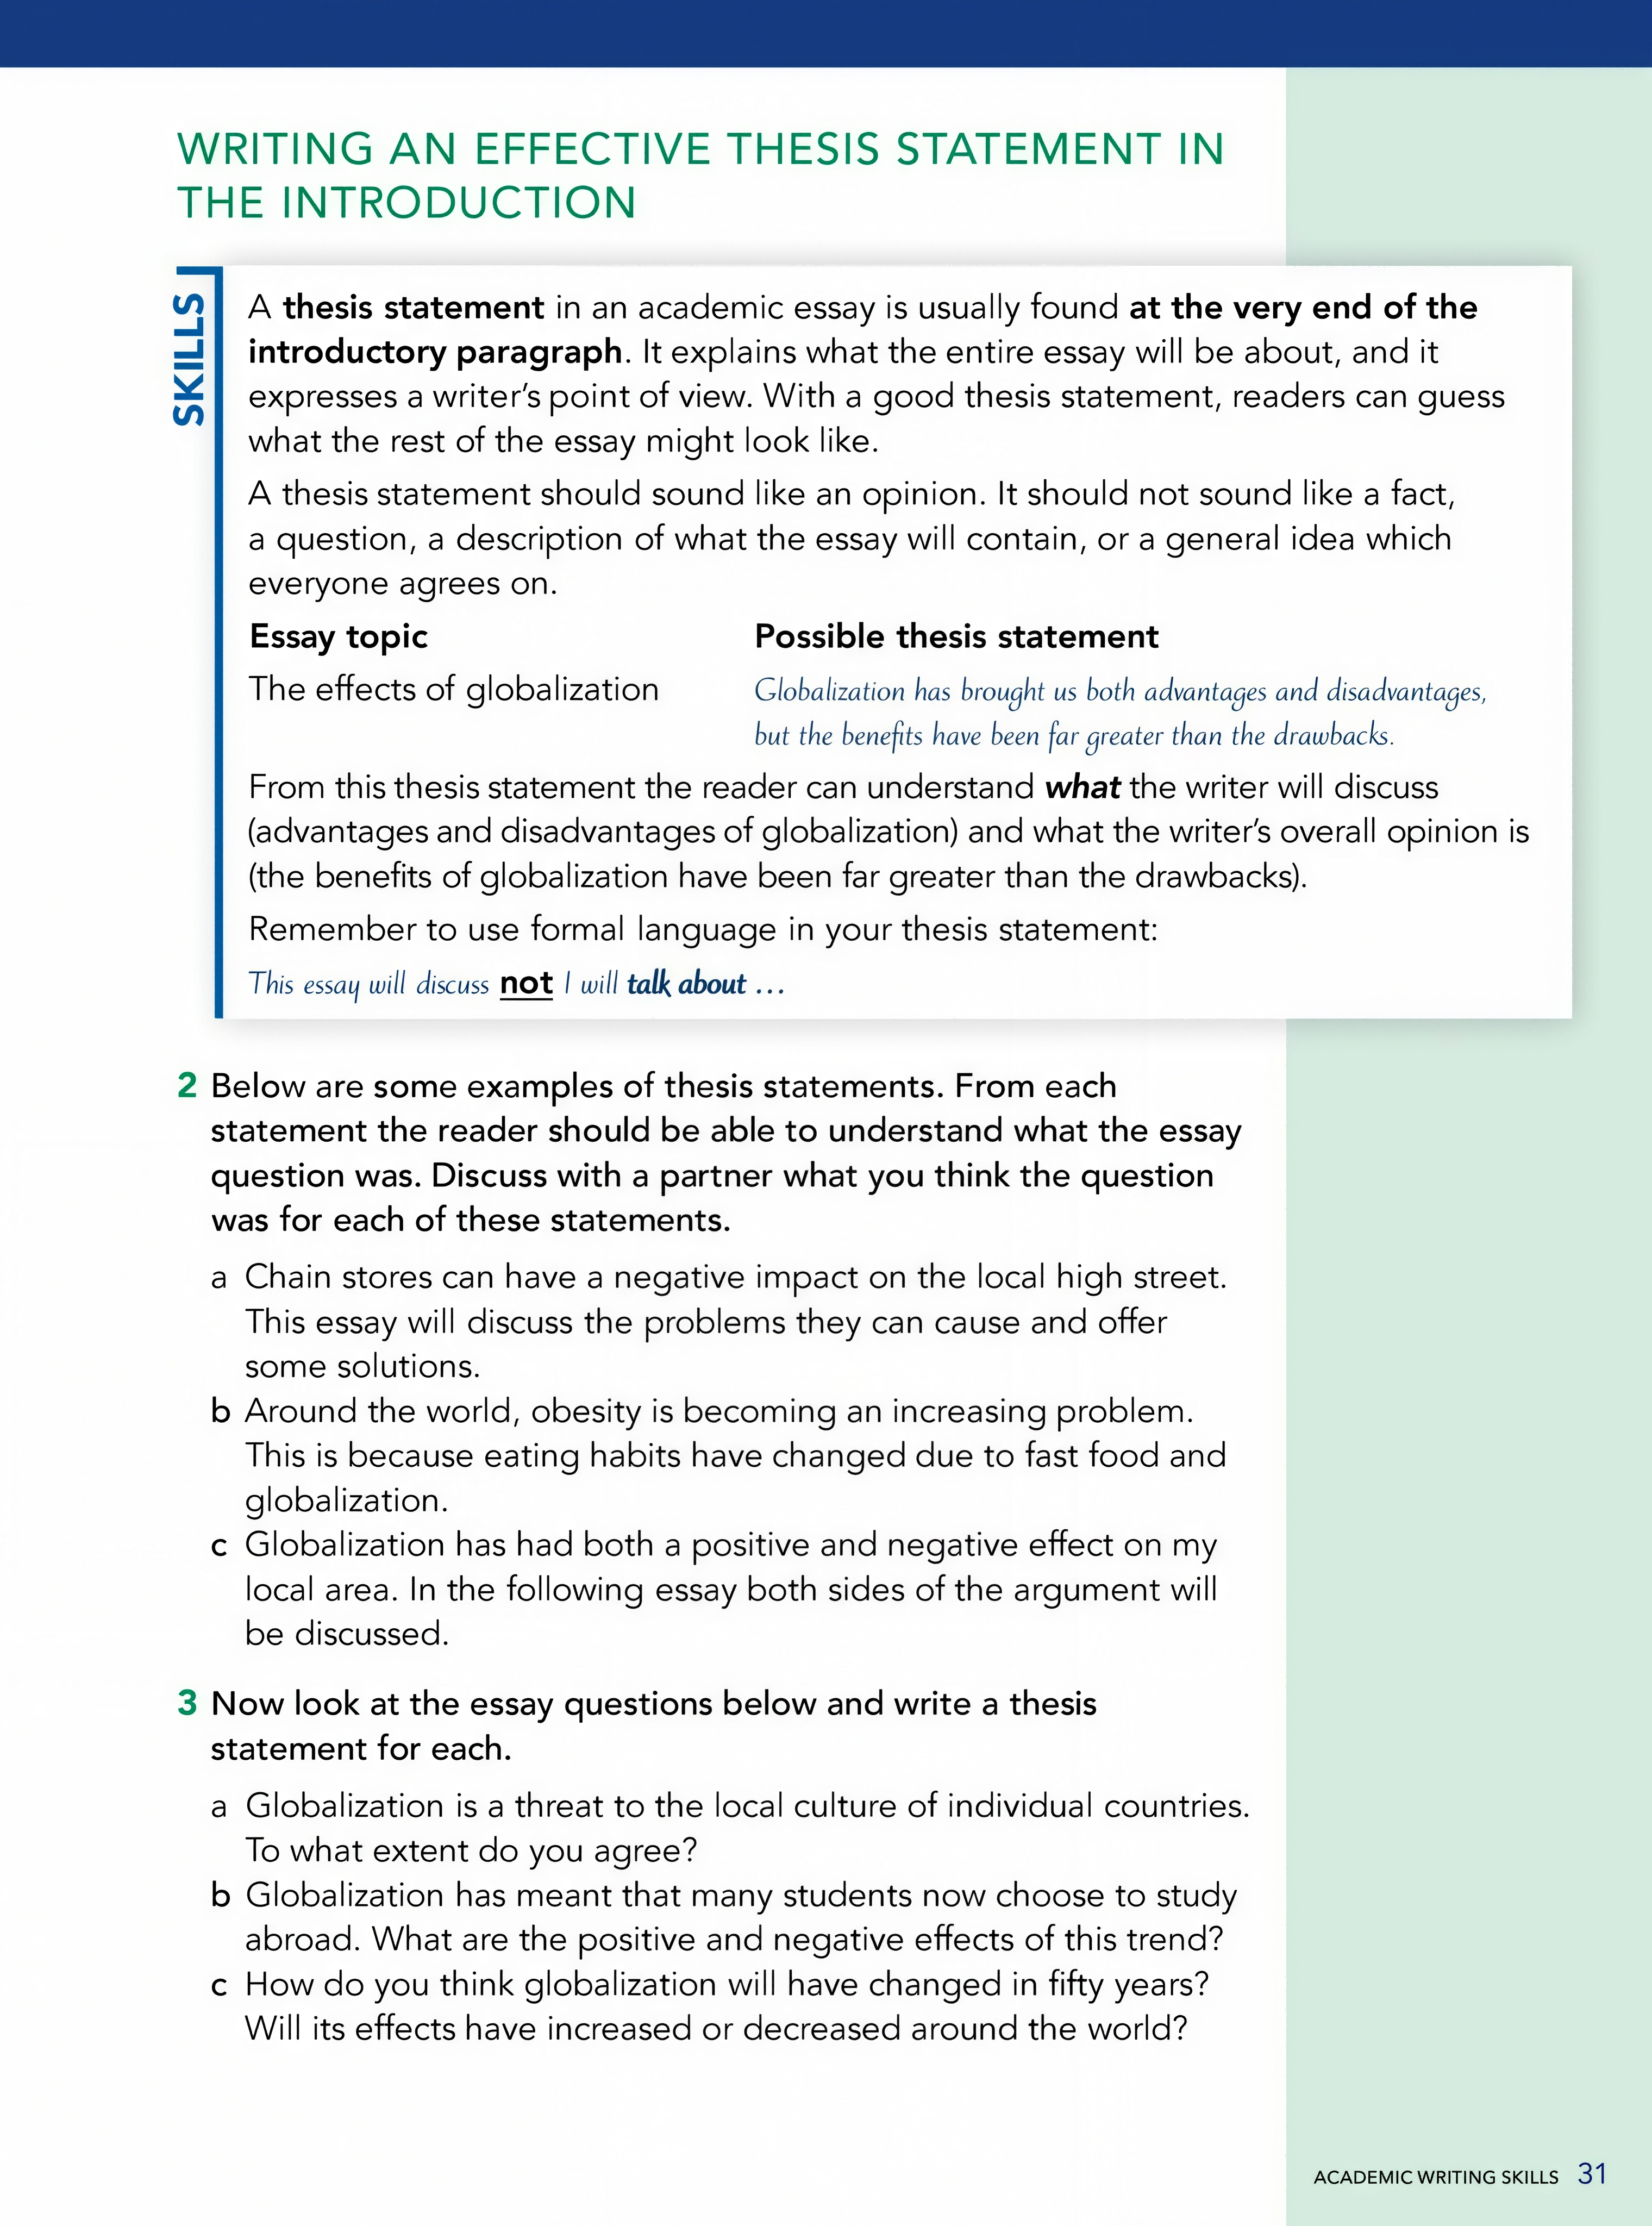 WRITING AN EFFECTIVE THESIS STATEMENT IN
THE INTRODUCTION
SKILLS
A thesis statement in an academic essay is usually found at the very end of the
introductory paragraph. It explains what the entire essay will be about, and it
expresses a writer's point of view. With a good thesis statement, readers can guess
what the rest of the essay might look like.
A thesis statement should sound like an opinion. It should not sound like a fact,
a question, a description of what the essay will contain, or a general idea which
everyone agrees on.
Essay topic Possible thesis statement
The effects of globalization Globalization has brought us both advantages and disadvantages,
but the benefits have been far greater than the drawbacks.
From this thesis statement the reader can understand what the writer will discuss
(advantages and disadvantages of globalization) and what the writer's overall opinion is
(the benefits of globalization have been far greater than the drawbacks).
Remember to use formal language in your thesis statement:
This essay will discuss not I will talk about ...
2 Below are some examples of thesis statements. From each
statement the reader should be able to understand what the essay
question was. Discuss with a partner what you think the question
was for each of these statements.
a Chain stores can have a negative impact on the local high street.
This essay will discuss the problems they can cause and offer
some solutions.
b Around the world, obesity is becoming an increasing problem.
This is because eating habits have changed due to fast food and
globalization.
c Globalization has had both a positive and negative effect on my
local area. In the following essay both sides of the argument will
be discussed.
3 Now look at the essay questions below and write a thesis
statement for each.
a Globalization is a threat to the local culture of individual countries.
To what extent do you agree?
b Globalization has meant that many students now choose to study
abroad. What are the positive and negative effects of this trend?
c How do you think globalization will have changed in fifty years?
Will its effects have increased or decreased around the world?
ACADEMIC WRITING SKILLS 31